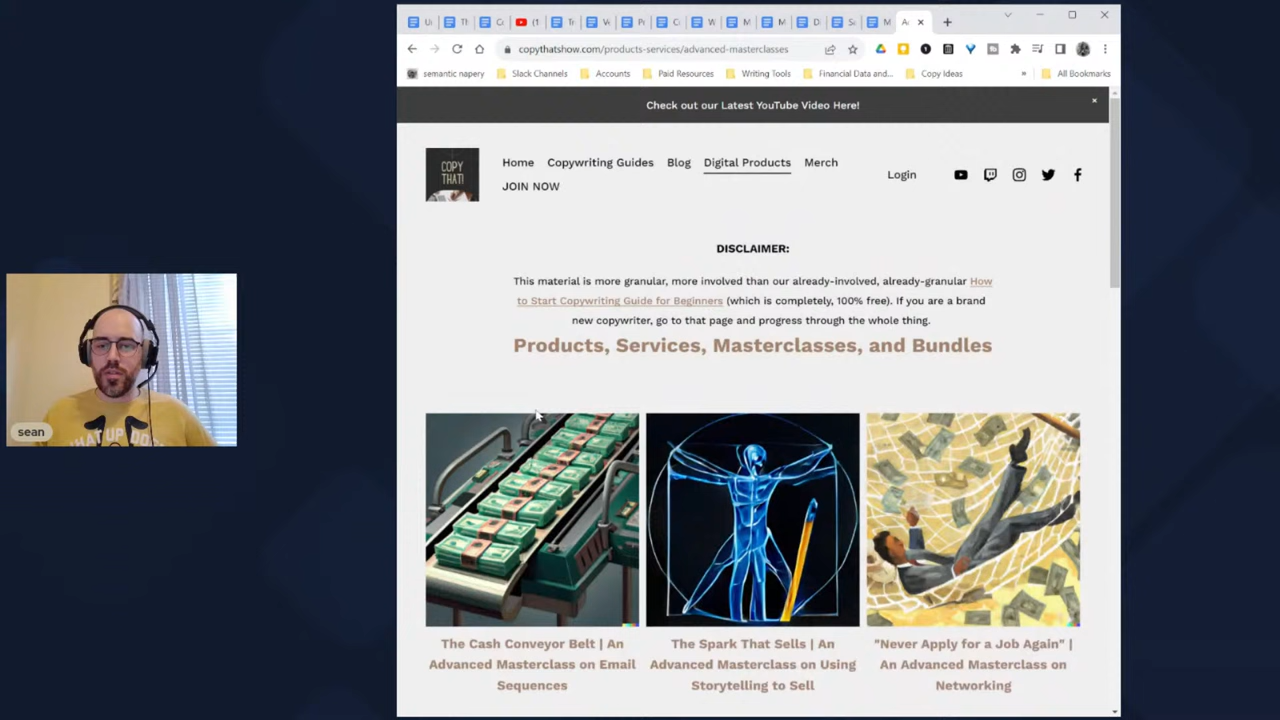 copythatshow.com/products-services/advanced-masterclasses
semantic napery
Slack Channels
Accounts
Paid Resources
Writing Tools
Financial Data and...
Copy Ideas
»
All Bookmarks
Check out our Latest YouTube Video Here!
COPY
THAT!
Home
Copywriting Guides
Blog
Digital Products
Merch
JOIN NOW
Login
DISCLAIMER:
This material is more granular, more involved than our already-involved, already-granular How
to Start Copywriting Guide for Beginners (which is completely, 100% free). If you are a brand
new copywriter, go to that page and progress through the whole thing.
Products, Services, Masterclasses, and Bundles
sean
The Cash Conveyor Belt | An
Advanced Masterclass on Email
Sequences
The Spark That Sells | An
Advanced Masterclass on Using
Storytelling to Sell
"Never Apply for a Job Again" |
An Advanced Masterclass on
Networking